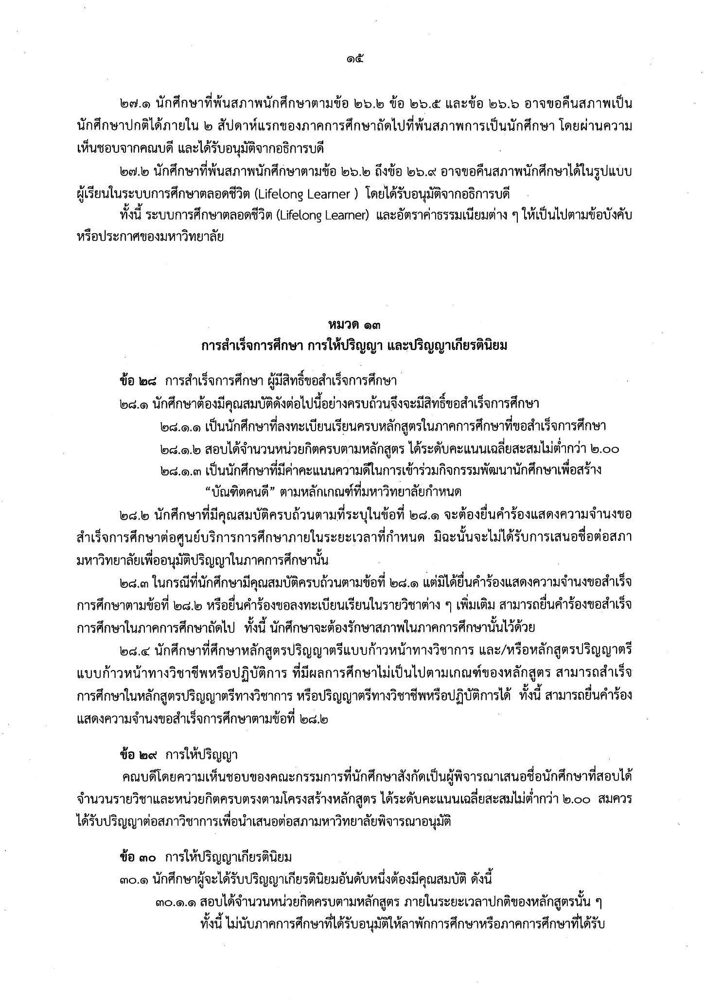 ๑๕
๒๗.๑ นักศึกษาที่พ้นสภาพนักศึกษาตามข้อ ๒๖.๒ ข้อ ๒๖.๕ และข้อ ๒๖.๖ อาจขอคืนสภาพเป็น
นักศึกษาปกติได้ภายใน ๒ สัปดาห์แรกของภาคการศึกษาถัดไปที่พ้นสภาพการเป็นนักศึกษา โดยผ่านความ
เห็นชอบจากคณบดี และได้รับอนุมัติจากอธิการบดี
๒๗.๒ นักศึกษาที่พ้นสภาพนักศึกษาตามข้อ ๒๖.๒ ถึงข้อ ๒๖.๙ อาจขอคืนสภาพนักศึกษาได้ในรูปแบบ
ผู้เรียนในระบบการศึกษาตลอดชีวิต (Lifelong Learner ) โดยได้รับอนุมัติจากอธิการบดี
ทั้งนี้ ระบบการศึกษาตลอดชีวิต (Lifelong Learner) และอัตราค่าธรรมเนียมต่าง ๆ ให้เป็นไปตามข้อบังคับ
หรือประกาศของมหาวิทยาลัย
หมวด ๑๓
การสำเร็จการศึกษา การให้ปริญญา และปริญญาเกียรตินิยม
ข้อ ๒๘ การสำเร็จการศึกษา ผู้มีสิทธิ์ขอสำเร็จการศึกษา
๒๘.๑ นักศึกษาต้องมีคุณสมบัติดังต่อไปนี้อย่างครบถ้วนจึงจะมีสิทธิ์ขอสำเร็จการศึกษา
๒๘.๑.๑ เป็นนักศึกษาที่ลงทะเบียนเรียนครบหลักสูตรในภาคการศึกษาที่ขอสำเร็จการศึกษา
๒๘.๑.๒ สอบได้จำนวนหน่วยกิตครบตามหลักสูตร ได้ระดับคะแนนเฉลี่ยสะสมไม่ต่ำกว่า ๒.๐๐
๒๘.๑.๓ เป็นนักศึกษาที่มีค่าคะแนนความดีในการเข้าร่วมกิจกรรมพัฒนานักศึกษาเพื่อสร้าง
“บัณฑิตคนดี” ตามหลักเกณฑ์ที่มหาวิทยาลัยกำหนด
๒๘.๒ นักศึกษาที่มีคุณสมบัติครบถ้วนตามที่ระบุในข้อที่ ๒๘.๑ จะต้องยื่นคำร้องแสดงความจำนงขอ
สำเร็จการศึกษาต่อศูนย์บริการการศึกษาภายในระยะเวลาที่กำหนด มิฉะนั้นจะไม่ได้รับการเสนอชื่อต่อสภา
มหาวิทยาลัยเพื่ออนุมัติปริญญาในภาคการศึกษานั้น
๒๘.๓ ในกรณีที่นักศึกษามีคุณสมบัติครบถ้วนตามข้อที่ ๒๘.๑ แต่มิได้ยื่นคำร้องแสดงความจำนงขอสำเร็จ
การศึกษาตามข้อที่ ๒๘.๒ หรือยื่นคำร้องขอลงทะเบียนเรียนในรายวิชาต่าง ๆ เพิ่มเติม สามารถยื่นคำร้องขอสำเร็จ
การศึกษาในภาคการศึกษาถัดไป ทั้งนี้ นักศึกษาจะต้องรักษาสภาพในภาคการศึกษานั้นไว้ด้วย
๒๘.๔ นักศึกษาที่ศึกษาหลักสูตรปริญญาตรีแบบก้าวหน้าทางวิชาการ และ/หรือหลักสูตรปริญญาตรี
แบบก้าวหน้าทางวิชาชีพหรือปฏิบัติการ ที่มีผลการศึกษาไม่เป็นไปตามเกณฑ์ของหลักสูตร สามารถสำเร็จ
การศึกษาในหลักสูตรปริญญาตรีทางวิชาการ หรือปริญญาตรีทางวิชาชีพหรือปฏิบัติการได้ ทั้งนี้ สามารถยื่นคำร้อง
แสดงความจำนงขอสำเร็จการศึกษาตามข้อที่ ๒๘.๒
ข้อ ๒๙ การให้ปริญญา
คณบดีโดยความเห็นชอบของคณะกรรมการที่นักศึกษาสังกัดเป็นผู้พิจารณาเสนอชื่อนักศึกษาที่สอบได้
จำนวนรายวิชาและหน่วยกิตครบตรงตามโครงสร้างหลักสูตร ได้ระดับคะแนนเฉลี่ยสะสมไม่ต่ำกว่า ๒.๐๐ สมควร
ได้รับปริญญาต่อสภาวิชาการเพื่อนำเสนอต่อสภามหาวิทยาลัยพิจารณาอนุมัติ
ข้อ ๓๐ การให้ปริญญาเกียรตินิยม
๓๐.๑ นักศึกษาผู้จะได้รับปริญญาเกียรตินิยมอันดับหนึ่งต้องมีคุณสมบัติ ดังนี้
๓๐.๑.๑ สอบได้จำนวนหน่วยกิตครบตามหลักสูตร ภายในระยะเวลาปกติของหลักสูตรนั้น ๆ
ทั้งนี้ ไม่นับภาคการศึกษาที่ได้รับอนุมัติให้ลาพักการศึกษาหรือภาคการศึกษาที่ได้รับ